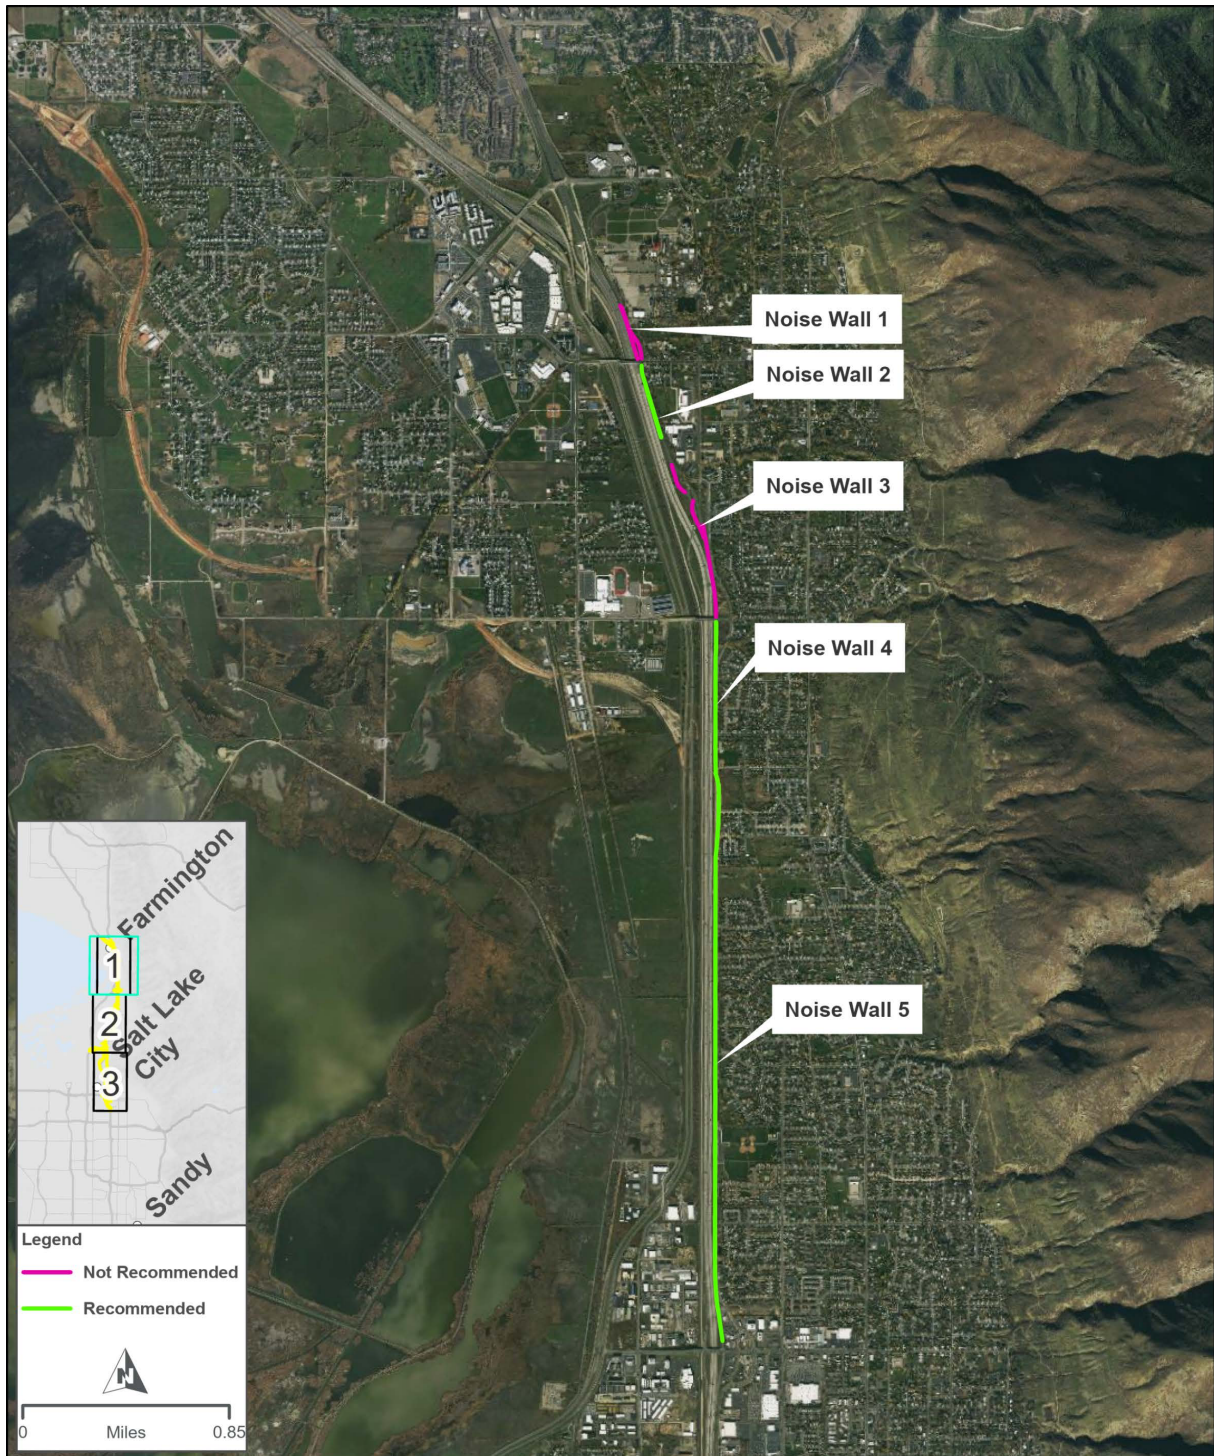 Noise Wall 1
Noise Wall 2
Noise Wall 3
Noise Wall 4
Noise Wall 5
Farmington
1
2
Salt Lake
City
3
Sandy
Legend
Not Recommended
Recommended
N
0 Miles 0.85